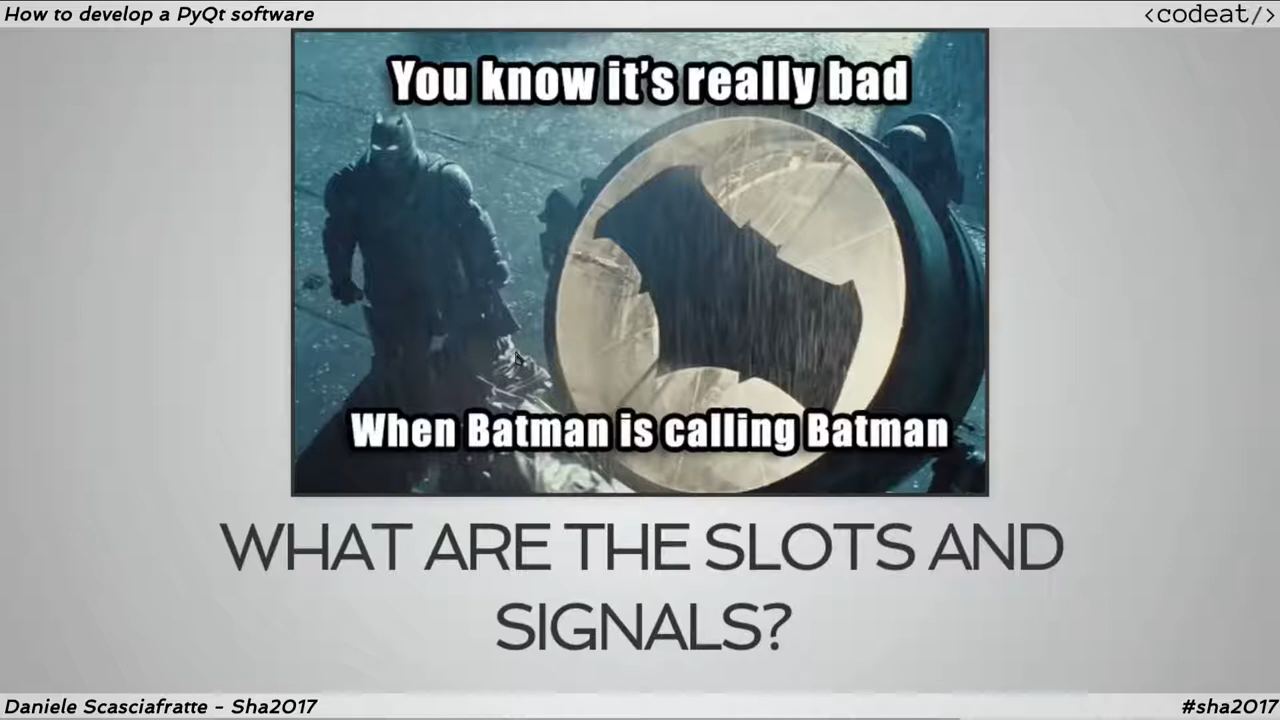 How to develop a PyQt software
<codeat/>
You know it's really bad
When Batman is calling Batman
WHAT ARE THE SLOTS AND
SIGNALS?
Daniele Scasciafratte - Sha2017
#sha2017